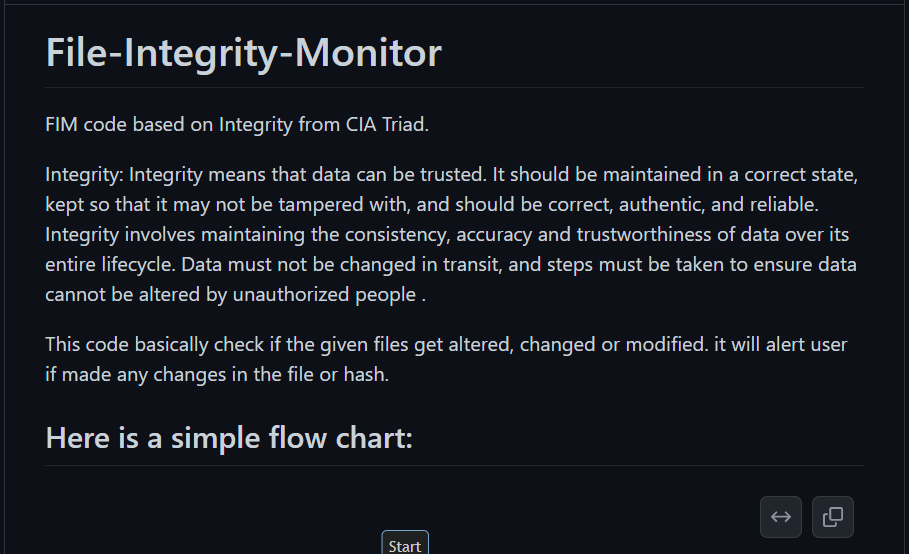 File-Integrity-Monitor
FIM code based on Integrity from CIA Triad.
Integrity: Integrity means that data can be trusted. It should be maintained in a correct state,
kept so that it may not be tampered with, and should be correct, authentic, and reliable.
Integrity involves maintaining the consistency, accuracy and trustworthiness of data over its
entire lifecycle. Data must not be changed in transit, and steps must be taken to ensure data
cannot be altered by unauthorized people .
This code basically check if the given files get altered, changed or modified. it will alert user
if made any changes in the file or hash.
Here is a simple flow chart:
Start